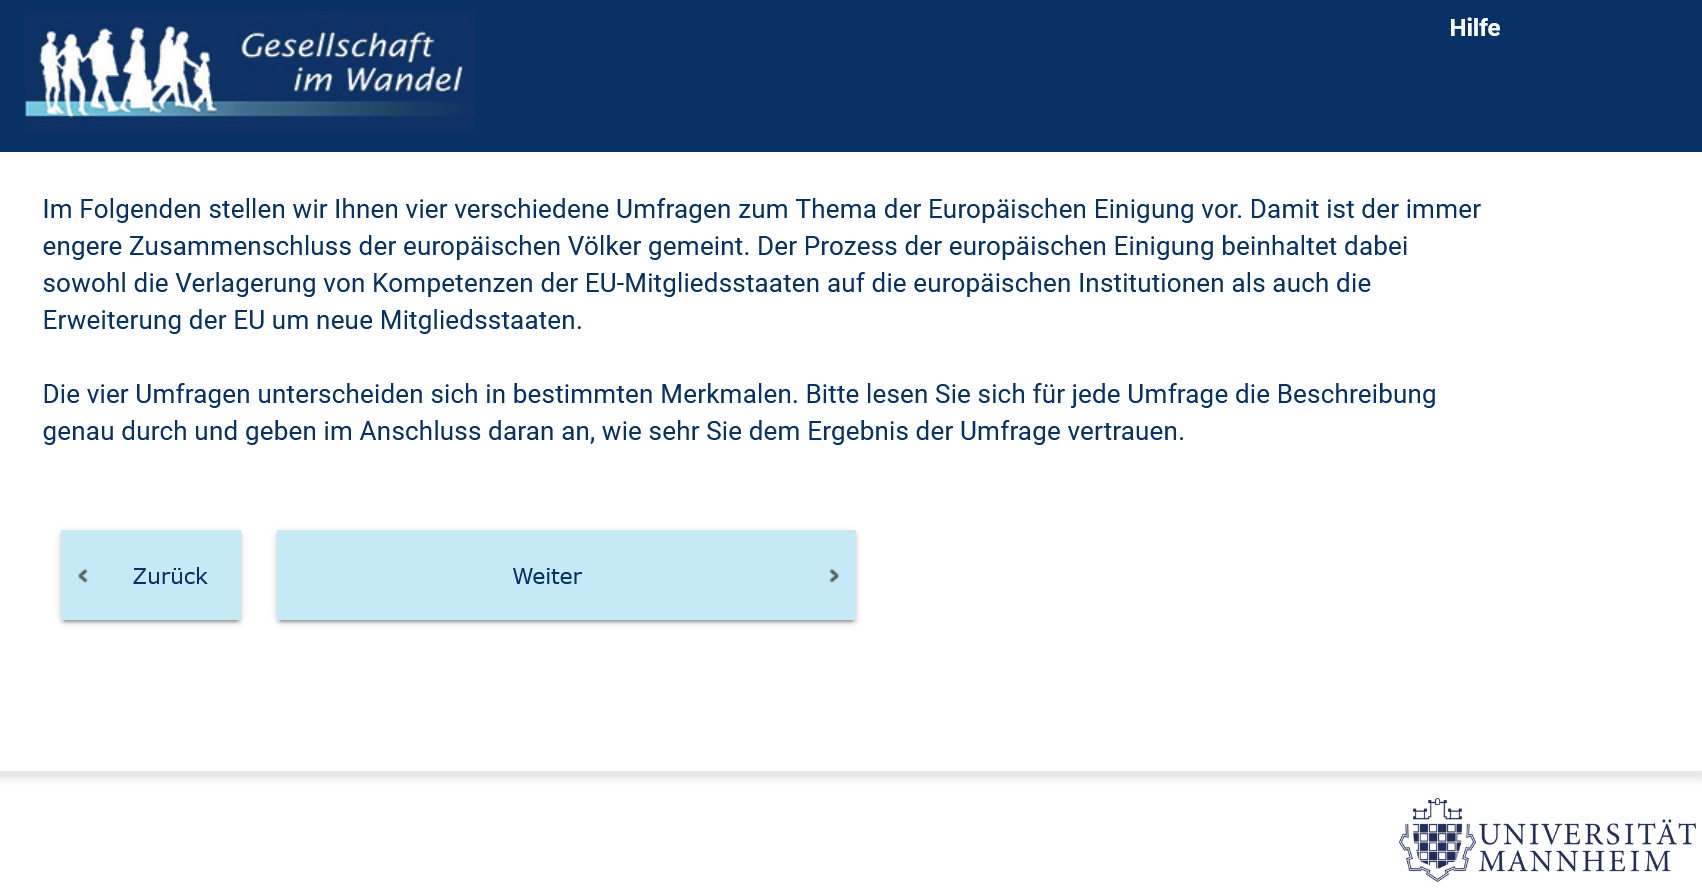 Gesellschaft
im Wandel
Hilfe
Im Folgenden stellen wir Ihnen vier verschiedene Umfragen zum Thema der Europäischen Einigung vor. Damit ist der immer
engere Zusammenschluss der europäischen Völker gemeint. Der Prozess der europäischen Einigung beinhaltet dabei
sowohl die Verlagerung von Kompetenzen der EU-Mitgliedsstaaten auf die europäischen Institutionen als auch die
Erweiterung der EU um neue Mitgliedsstaaten.
Die vier Umfragen unterscheiden sich in bestimmten Merkmalen. Bitte lesen Sie sich für jede Umfrage die Beschreibung
genau durch und geben im Anschluss daran an, wie sehr Sie dem Ergebnis der Umfrage vertrauen.
Zurück
Weiter
UNIVERSITÄT
MANNHEIM